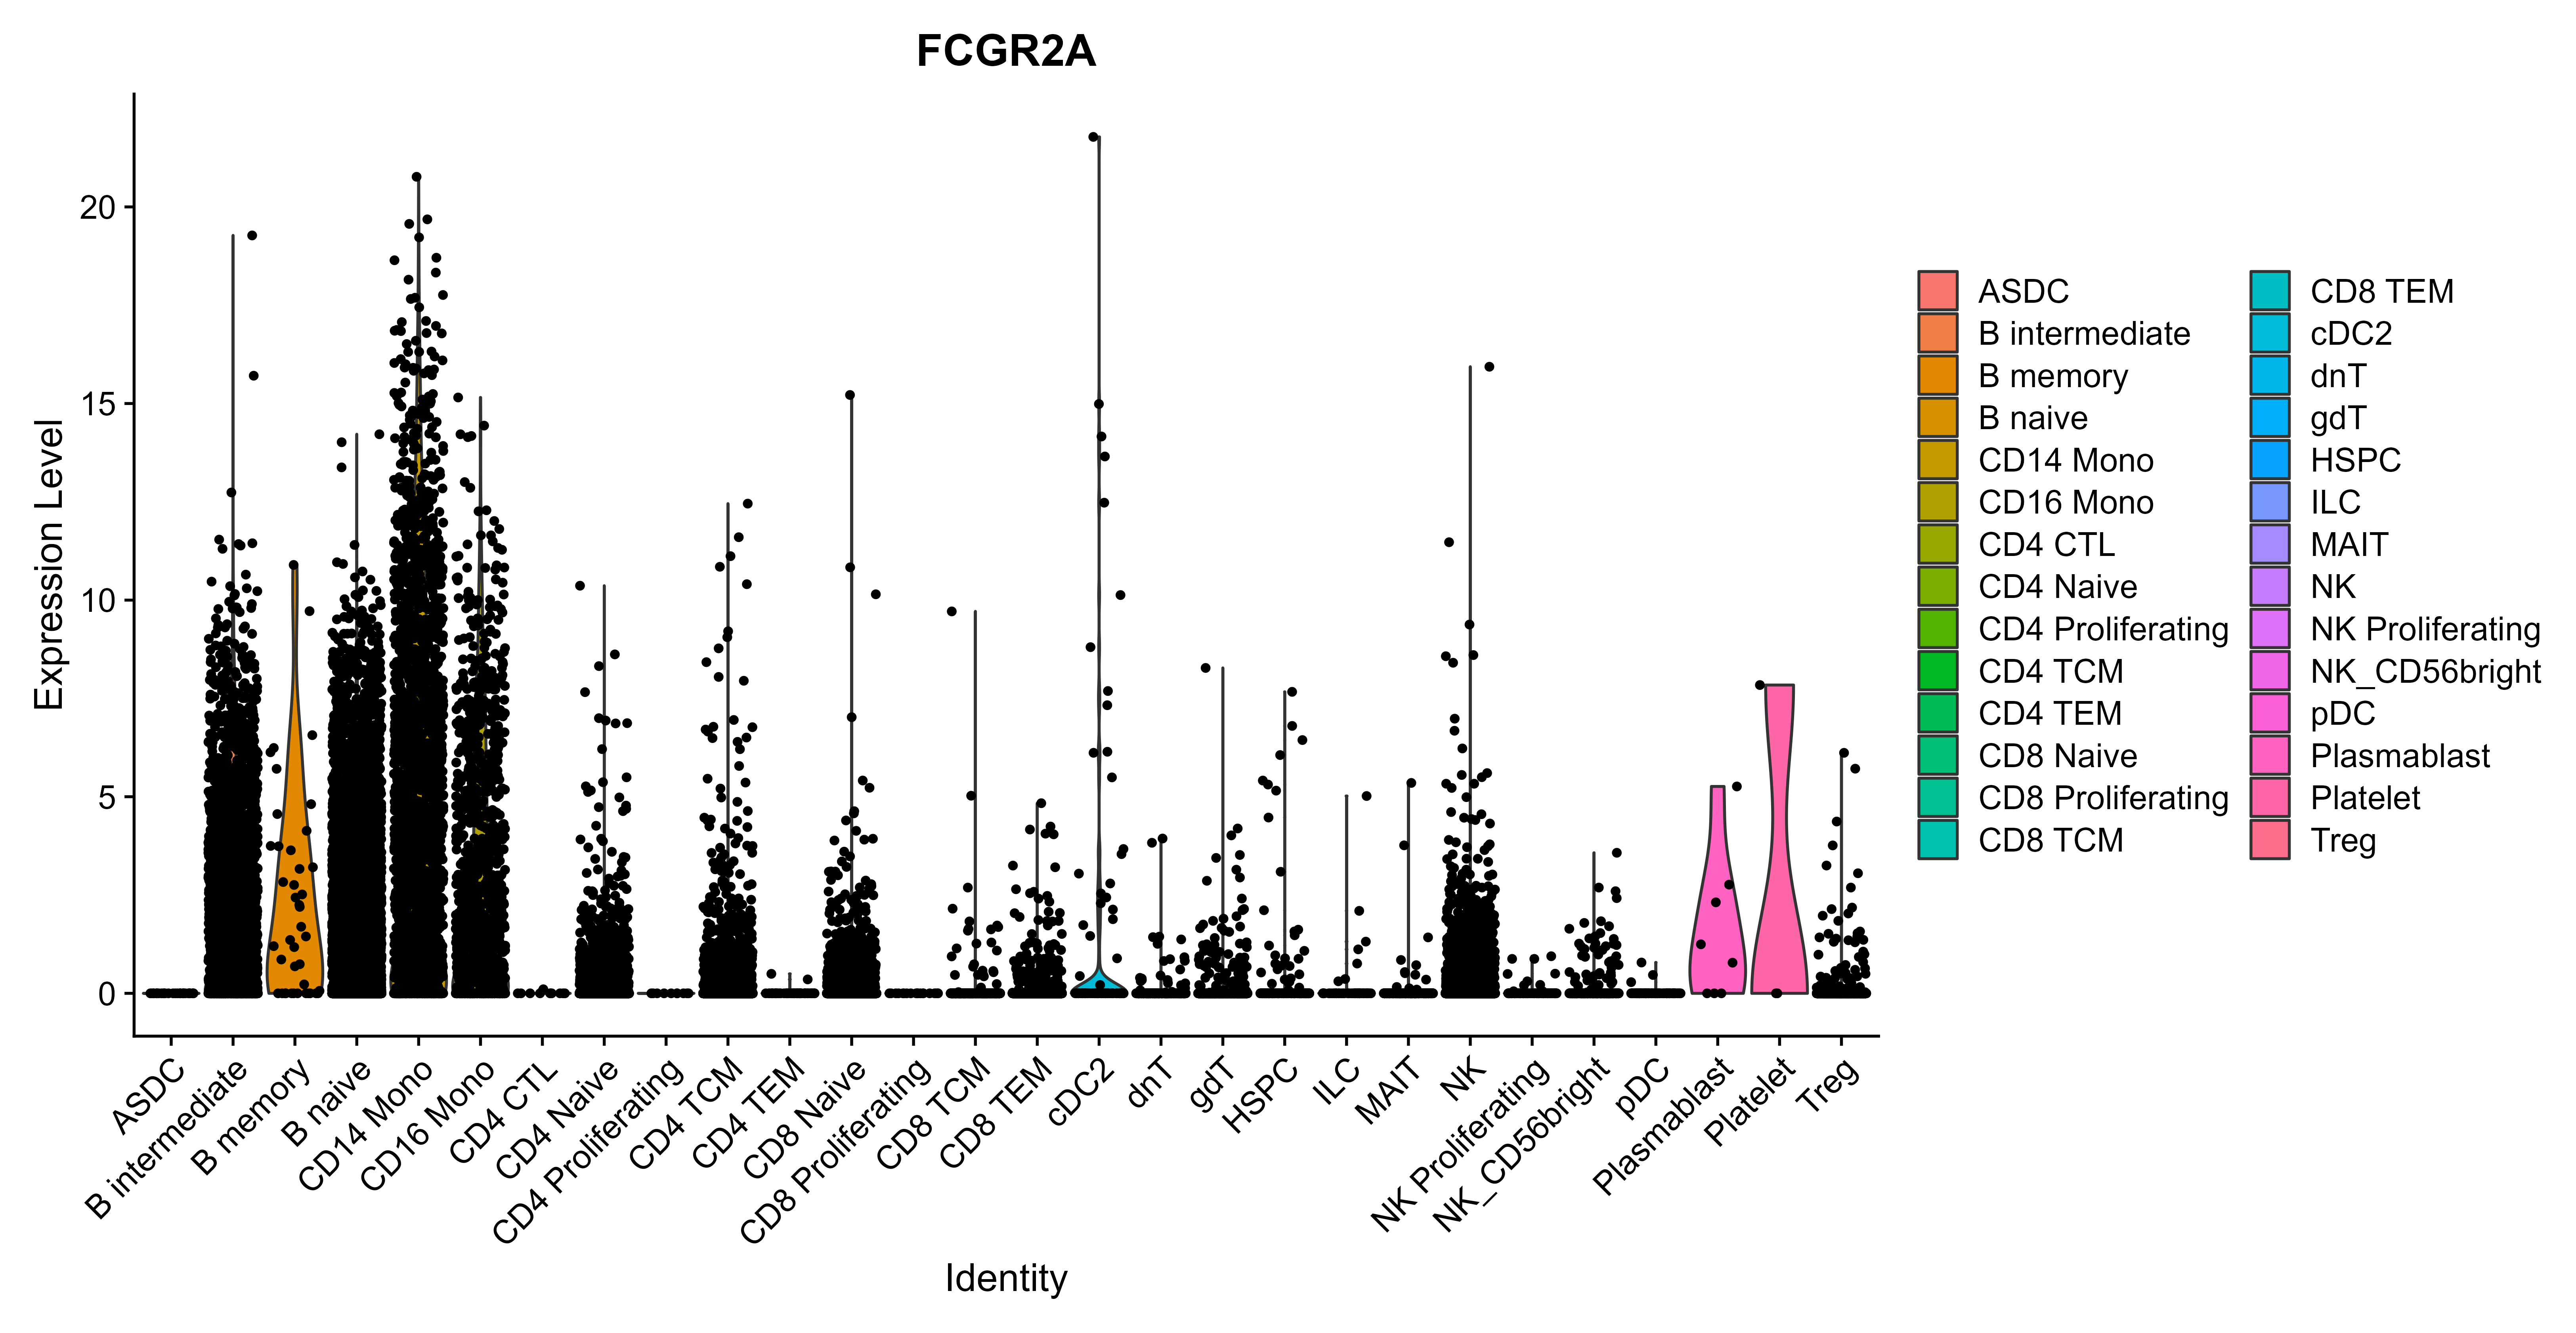 FCGR2A
Expression Level
20
15
10
5
0
ASDC
B intermediate
B memory
B naive
CD14 Mono
CD16 Mono
CD4 CTL
CD4 Naive
CD4 Proliferating
CD4 TCM
CD4 TEM
CD8 Naive
CD8 Proliferating
CD8 TCM
CD8 TEM
cDC2
dnT
gdT
HSPC
ILC
MAIT
NK
NK Proliferating
NK_CD56bright
pDC
Plasmablast
Platelet
Treg
Identity
ASDC
B intermediate
B memory
B naive
CD14 Mono
CD16 Mono
CD4 CTL
CD4 Naive
CD4 Proliferating
CD4 TCM
CD4 TEM
CD8 Naive
CD8 Proliferating
CD8 TCM
CD8 TEM
cDC2
dnT
gdT
HSPC
ILC
MAIT
NK
NK Proliferating
NK_CD56bright
pDC
Plasmablast
Platelet
Treg